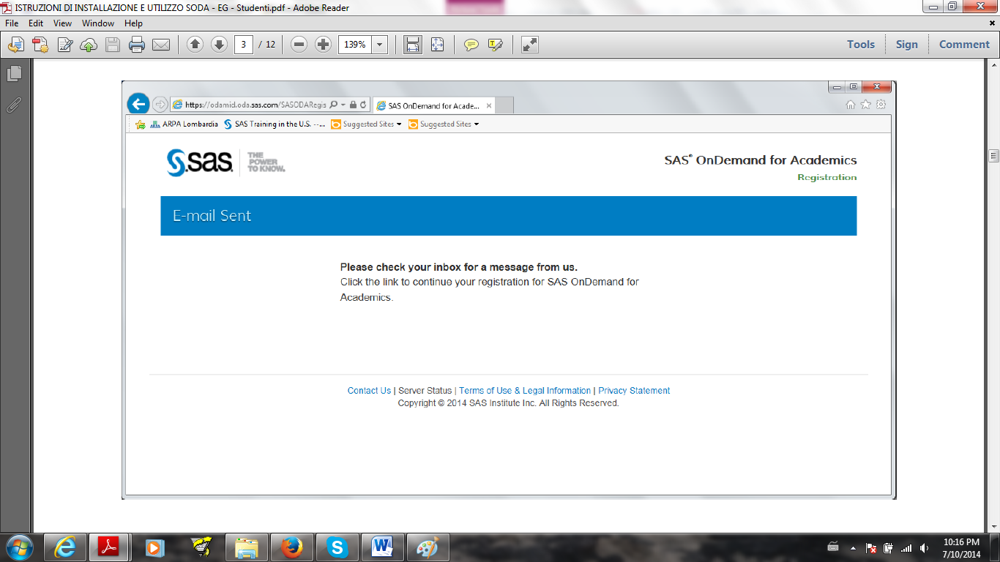 ISTRUZIONI DI INSTALLAZIONE E UTILIZZO SODA - EG - Studenti.pdf - Adobe Reader
File Edit View Window Help
3 / 12 139% Tools Sign Comment
https://odamid.oda.sas.com/SASODARegis SAS OnDemand for Acade...
ARPA Lombardia SAS Training in the U.S. --... Suggested Sites Suggested Sites
sas THE POWER TO KNOW.
SAS® OnDemand for Academics
Registration
E-mail Sent
Please check your inbox for a message from us.
Click the link to continue your registration for SAS OnDemand for
Academics.
Contact Us | Server Status | Terms of Use & Legal Information | Privacy Statement
Copyright © 2014 SAS Institute Inc. All Rights Reserved.
10:16 PM
7/10/2014